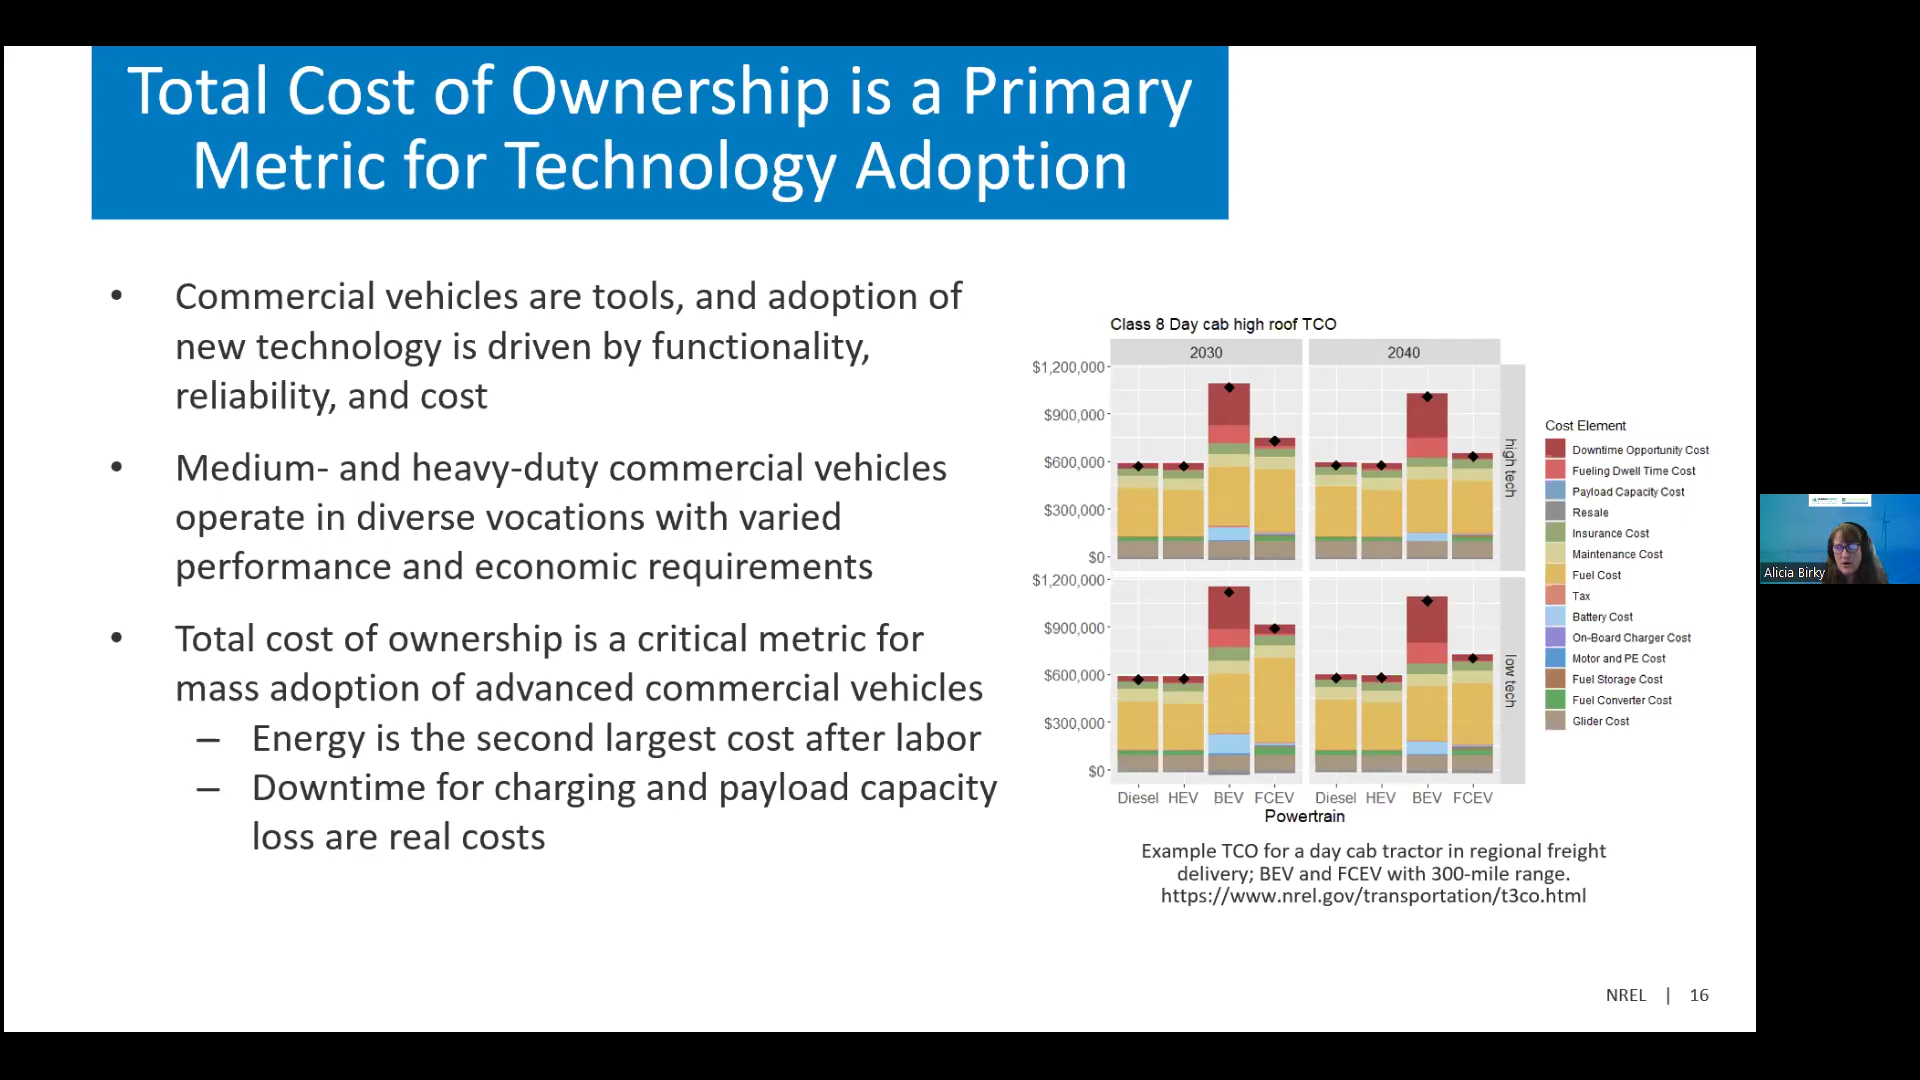 Total Cost of Ownership is a Primary
Metric for Technology Adoption
• Commercial vehicles are tools, and adoption of
new technology is driven by functionality,
reliability, and cost
• Medium- and heavy-duty commercial vehicles
operate in diverse vocations with varied
performance and economic requirements
• Total cost of ownership is a critical metric for
mass adoption of advanced commercial vehicles
– Energy is the second largest cost after labor
– Downtime for charging and payload capacity
loss are real costs
Class 8 Day cab high roof TCO
2030 2040
$1,200,000
$900,000
$600,000
$300,000
$0
high tech
$1,200,000
$900,000
$600,000
$300,000
$0
low tech
Diesel HEV BEV FCEV Diesel HEV BEV FCEV
Powertrain
Cost Element
Downtime Opportunity Cost
Fueling Dwell Time Cost
Payload Capacity Cost
Resale
Insurance Cost
Maintenance Cost
Fuel Cost
Tax
Battery Cost
On-Board Charger Cost
Motor and PE Cost
Fuel Storage Cost
Fuel Converter Cost
Glider Cost
Example TCO for a day cab tractor in regional freight
delivery; BEV and FCEV with 300-mile range.
https://www.nrel.gov/transportation/t3co.html
NREL | 16
Alicia Birky